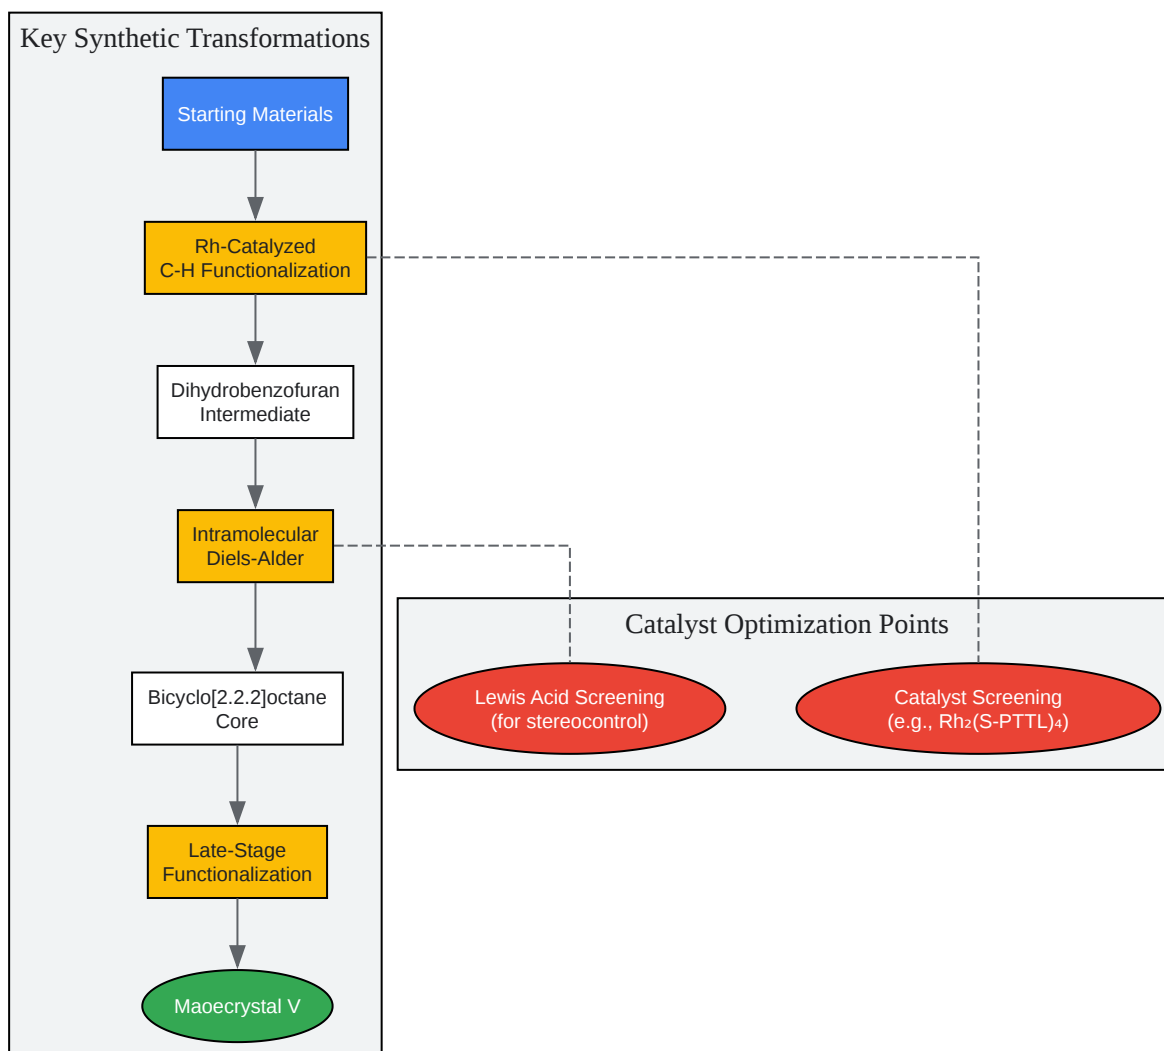 Key Synthetic Transformations
Starting Materials
Rh-Catalyzed
C-H Functionalization
Dihydrobenzofuran
Intermediate
Intramolecular
Diels-Alder
Bicyclo[2.2.2]octane
Core
Late-Stage
Functionalization
Maoecrystal V
Catalyst Optimization Points
Lewis Acid Screening
(for stereocontrol)
Catalyst Screening
(e.g., Rh₂(S-PTTL)₄)